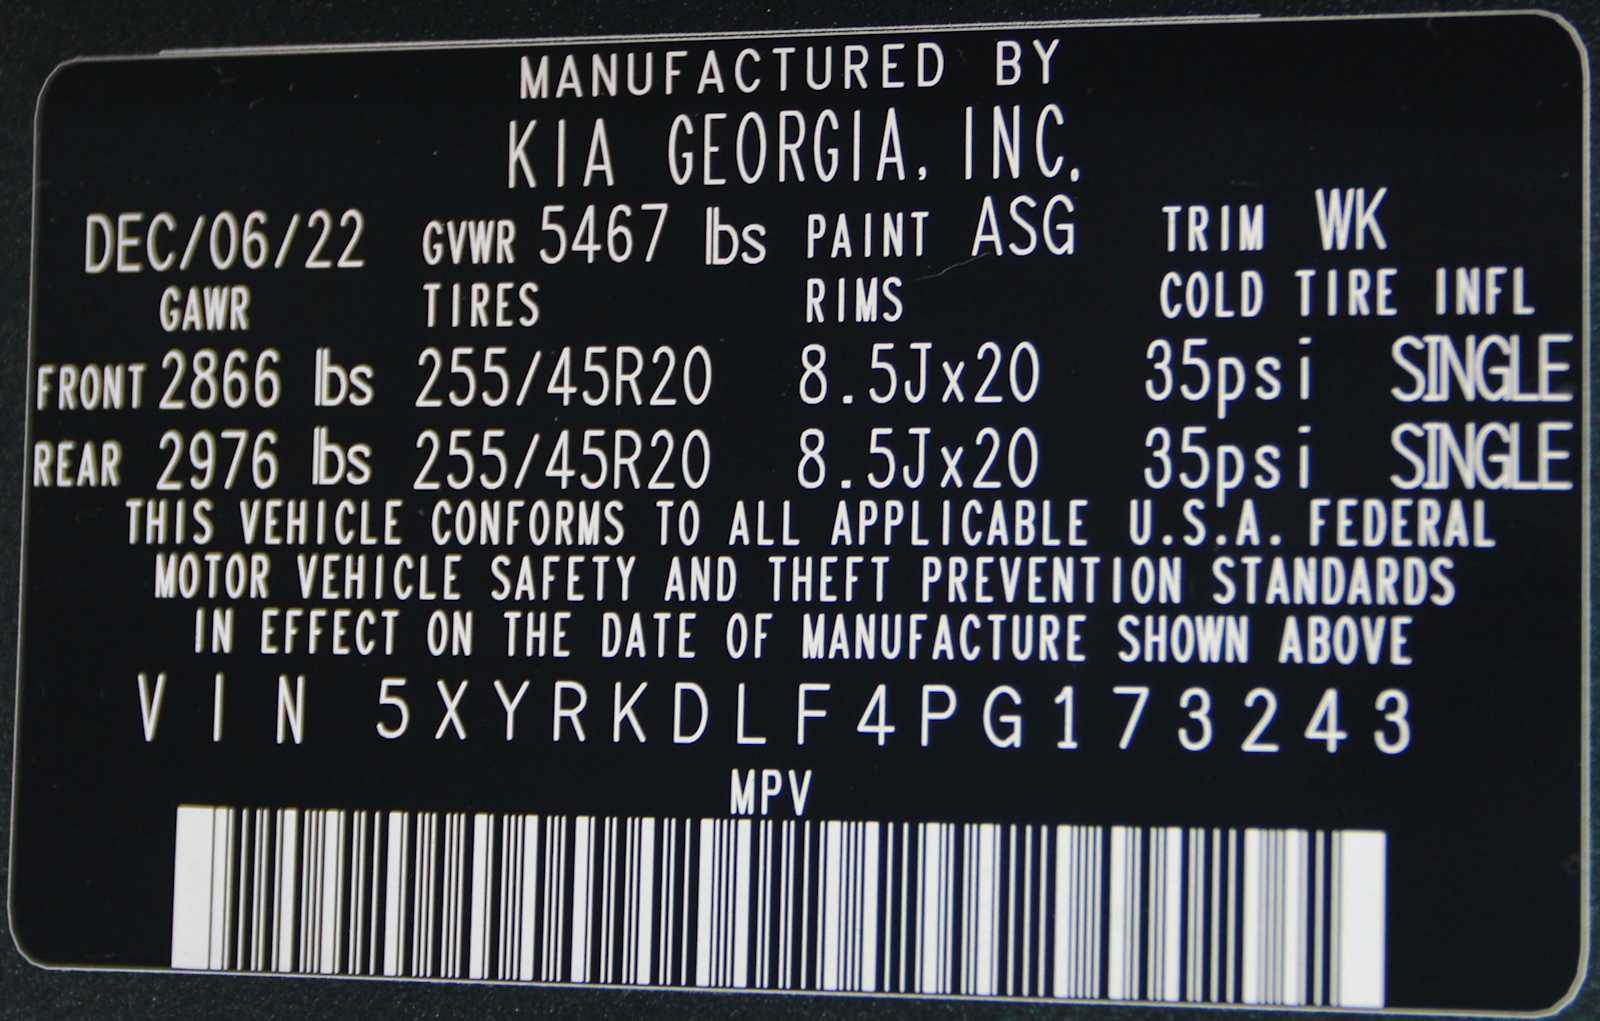 MANUFACTURED BY
KIA GEORGIA, INC.
DEC/06/22 GVWR 5467 lbs PAINT ASG TRIM WK
GAWR TIRES RIMS COLD TIRE INFL
FRONT 2866 lbs 255/45R20 8.5Jx20 35psi SINGLE
REAR 2976 lbs 255/45R20 8.5Jx20 35psi SINGLE
THIS VEHICLE CONFORMS TO ALL APPLICABLE U.S.A. FEDERAL
MOTOR VEHICLE SAFETY AND THEFT PREVENTION STANDARDS
IN EFFECT ON THE DATE OF MANUFACTURE SHOWN ABOVE
VIN 5XYRKDLF4PG173243
MPV